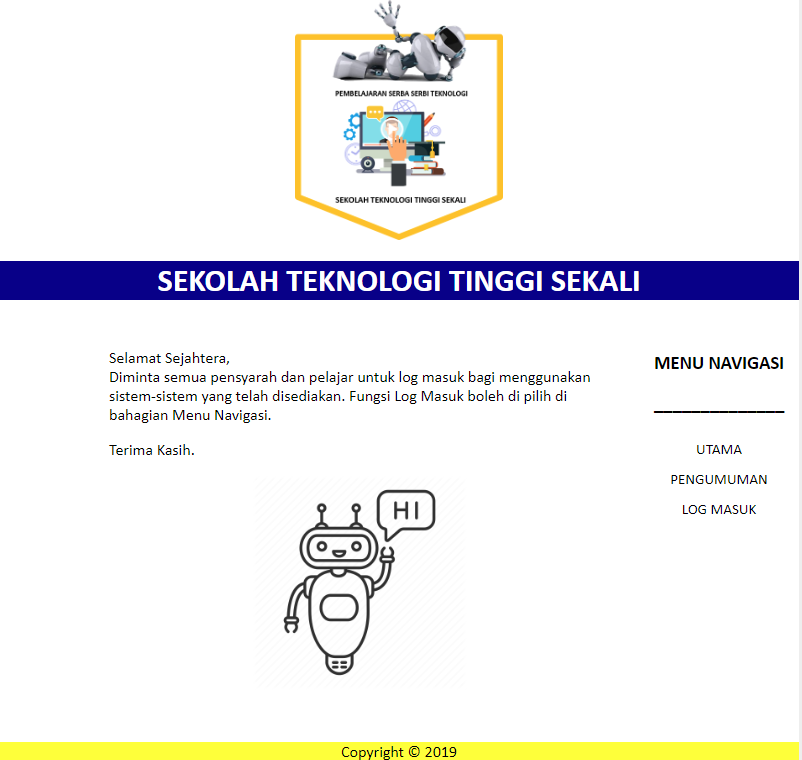 PEMBELAJARAN SERBA SERBI TEKNOLOGI
SEKOLAH TEKNOLOGI TINGGI SEKALI
SEKOLAH TEKNOLOGI TINGGI SEKALI
Selamat Sejahtera,
Diminta semua pensyarah dan pelajar untuk log masuk bagi menggunakan
sistem-sistem yang telah disediakan. Fungsi Log Masuk boleh di pilih di
bahagian Menu Navigasi.
Terima Kasih.
HI
MENU NAVIGASI
UTAMA
PENGUMUMAN
LOG MASUK
Copyright © 2019